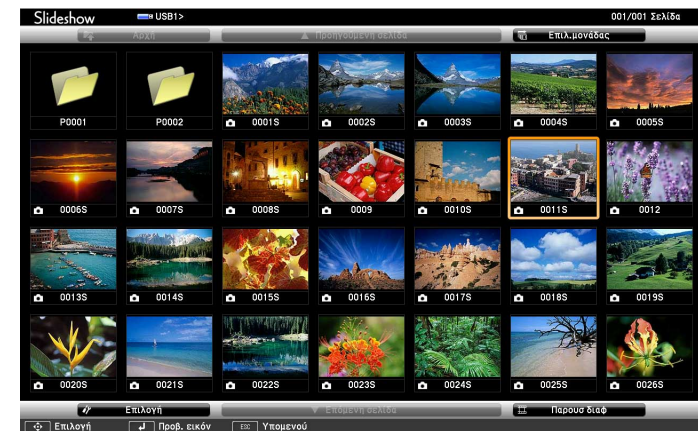 Slideshow USB1> 001/001 Σελίδα
Αρχή ▲ Προηγούμενη σελίδα Επιλ.μονάδας
P0001 P0002 0001S 0002S 0003S 0004S 0005S
0006S 0007S 0008S 0009 0010S 0011S 0012
0013S 0014S 0015S 0016S 0017S 0018S 0019S
0020S 0021S 0022S 0023S 0024S 0025S 0026S
Επιλογή ▼ Επόμενη σελίδα Παρουσ διαφ
Επιλογή Προβ. εικόν ESC Υπομενού